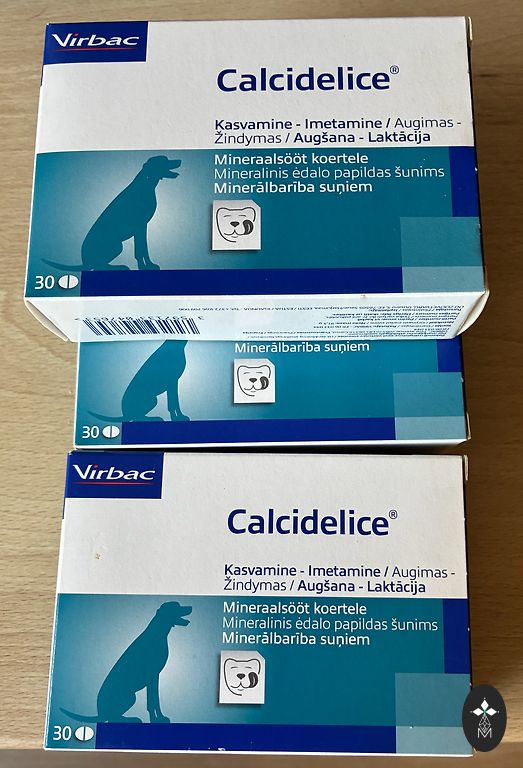 Virbac
Calcidelice®
Kasvamine - Imetamine / Augimas -
Žindymas / Augšana - Laktācija
Mineraalsööt koertele
Mineralinis ėdalo papildas šunims
Minerālbarība suņiem
30
Minerālbarība suņiem
30
Virbac
Calcidelice®
Kasvamine - Imetamine / Augimas -
Žindymas / Augšana - Laktācija
Mineraalsööt koertele
Mineralinis ėdalo papildas šunims
Minerālbarība suņiem
30
M